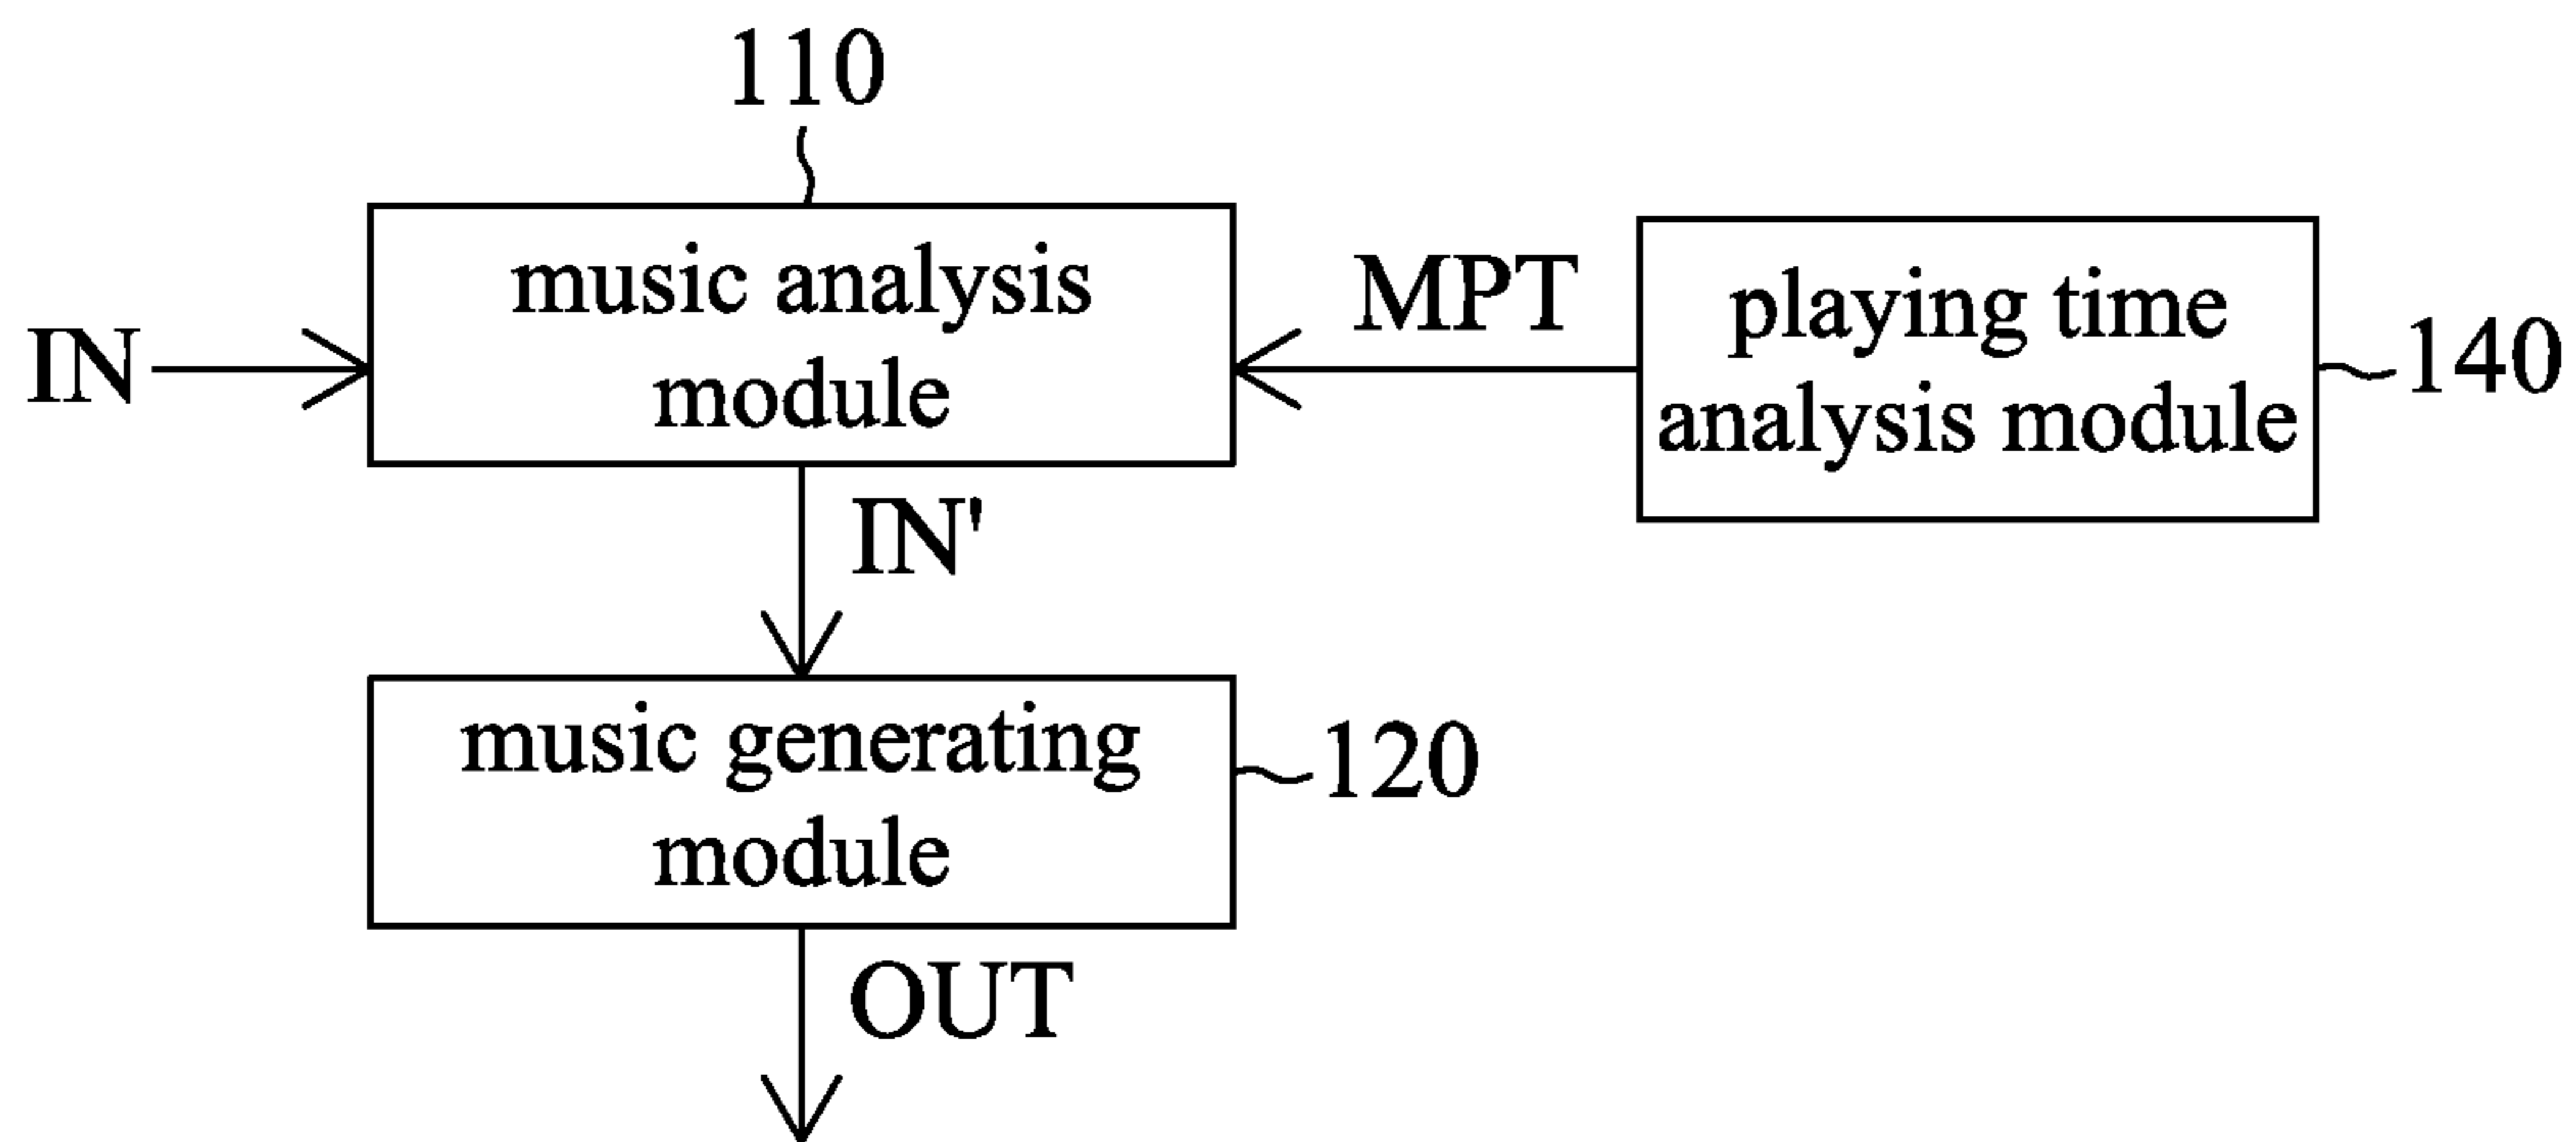 110
music analysis
module
IN
MPT
playing time
analysis module
140
IN'
music generating
module
120
OUT